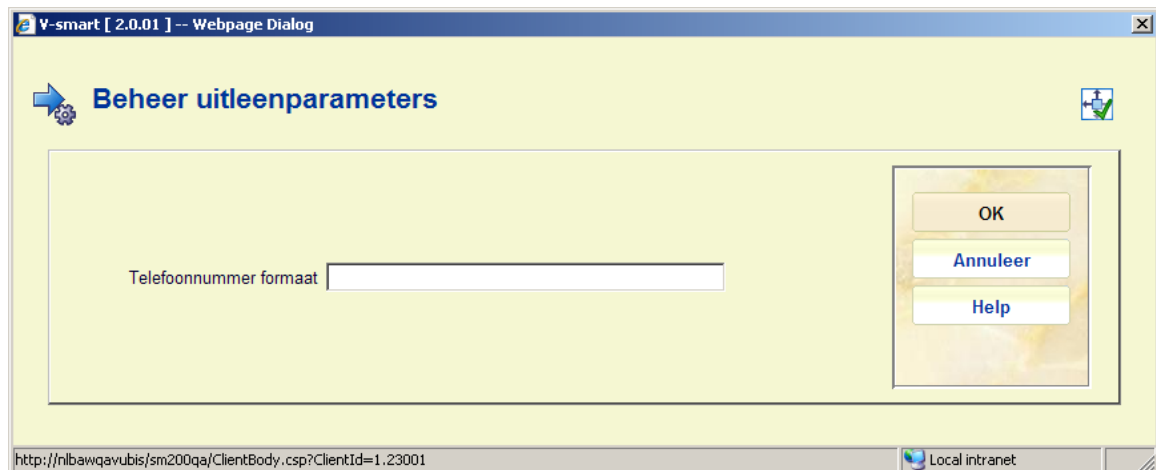 V-smart [ 2.0.01 ] -- Webpage Dialog
Beheer uitleenparameters
OK
Telefoonnummer formaat
Annuleer
Help
http://nlbawqavubis/sm200qa/ClientBody.csp?ClientId=1.23001
Local intranet